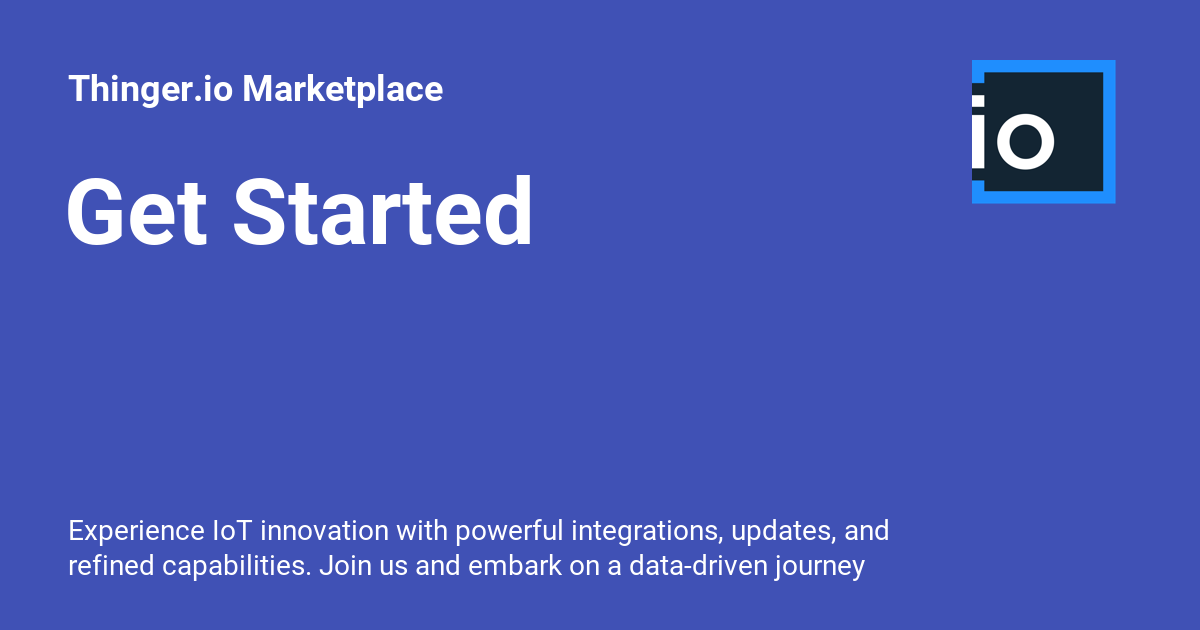 Thinger.io Marketplace
io
Get Started
Experience IoT innovation with powerful integrations, updates, and
refined capabilities. Join us and embark on a data-driven journey